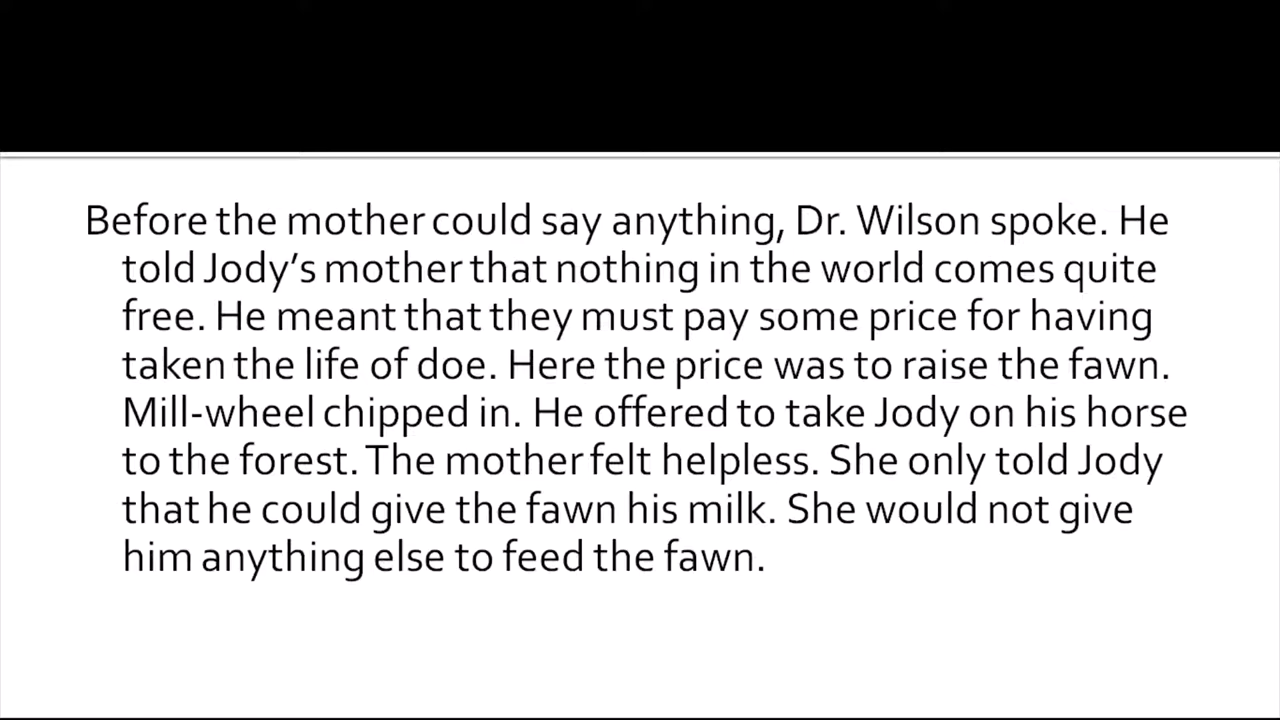 Before the mother could say anything, Dr. Wilson spoke. He
told Jody’s mother that nothing in the world comes quite
free. He meant that they must pay some price for having
taken the life of doe. Here the price was to raise the fawn.
Mill-wheel chipped in. He offered to take Jody on his horse
to the forest. The mother felt helpless. She only told Jody
that he could give the fawn his milk. She would not give
him anything else to feed the fawn.